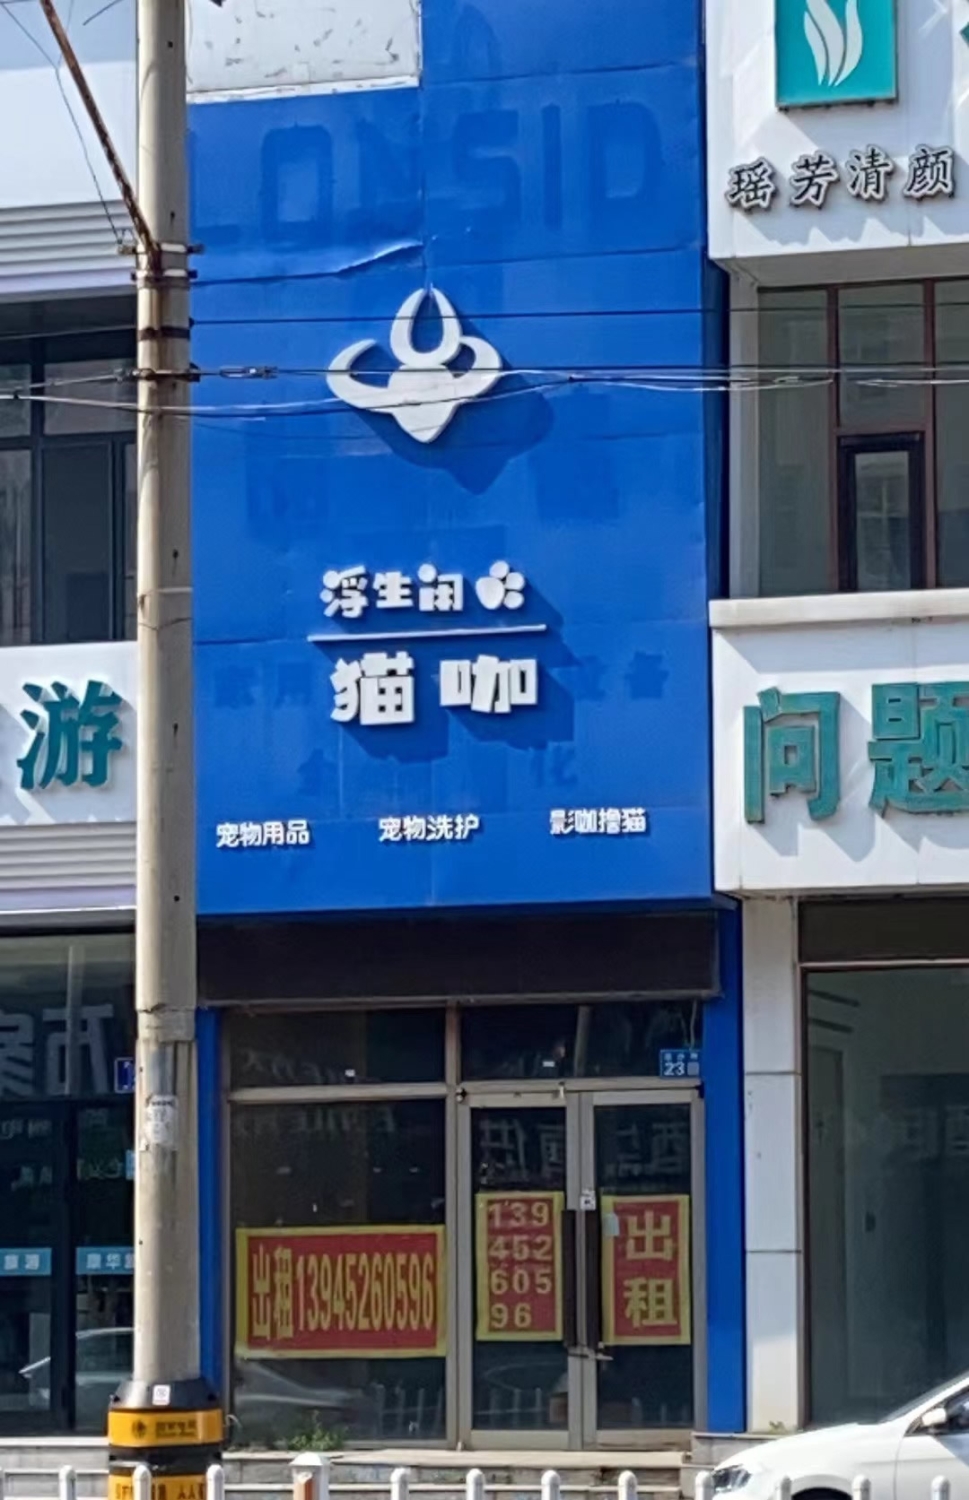 瑶芳清颜
浮生闲
猫咖
游
问题
宠物用品 宠物洗护 影咖撸猫
23
出租13945260596
139
452
605
96
出
租